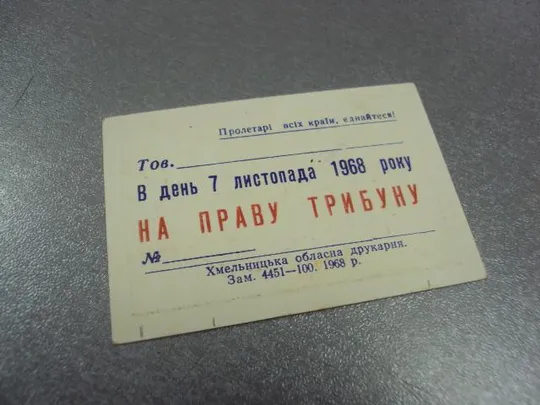 Пролетарі всіх країн, єднайтеся!
Тов.
В день 7 листопада 1968 року
НА ПРАВУ ТРИБУНУ
№
Хмельницька обласна друкарня.
Зам. 4451—100. 1968 р.